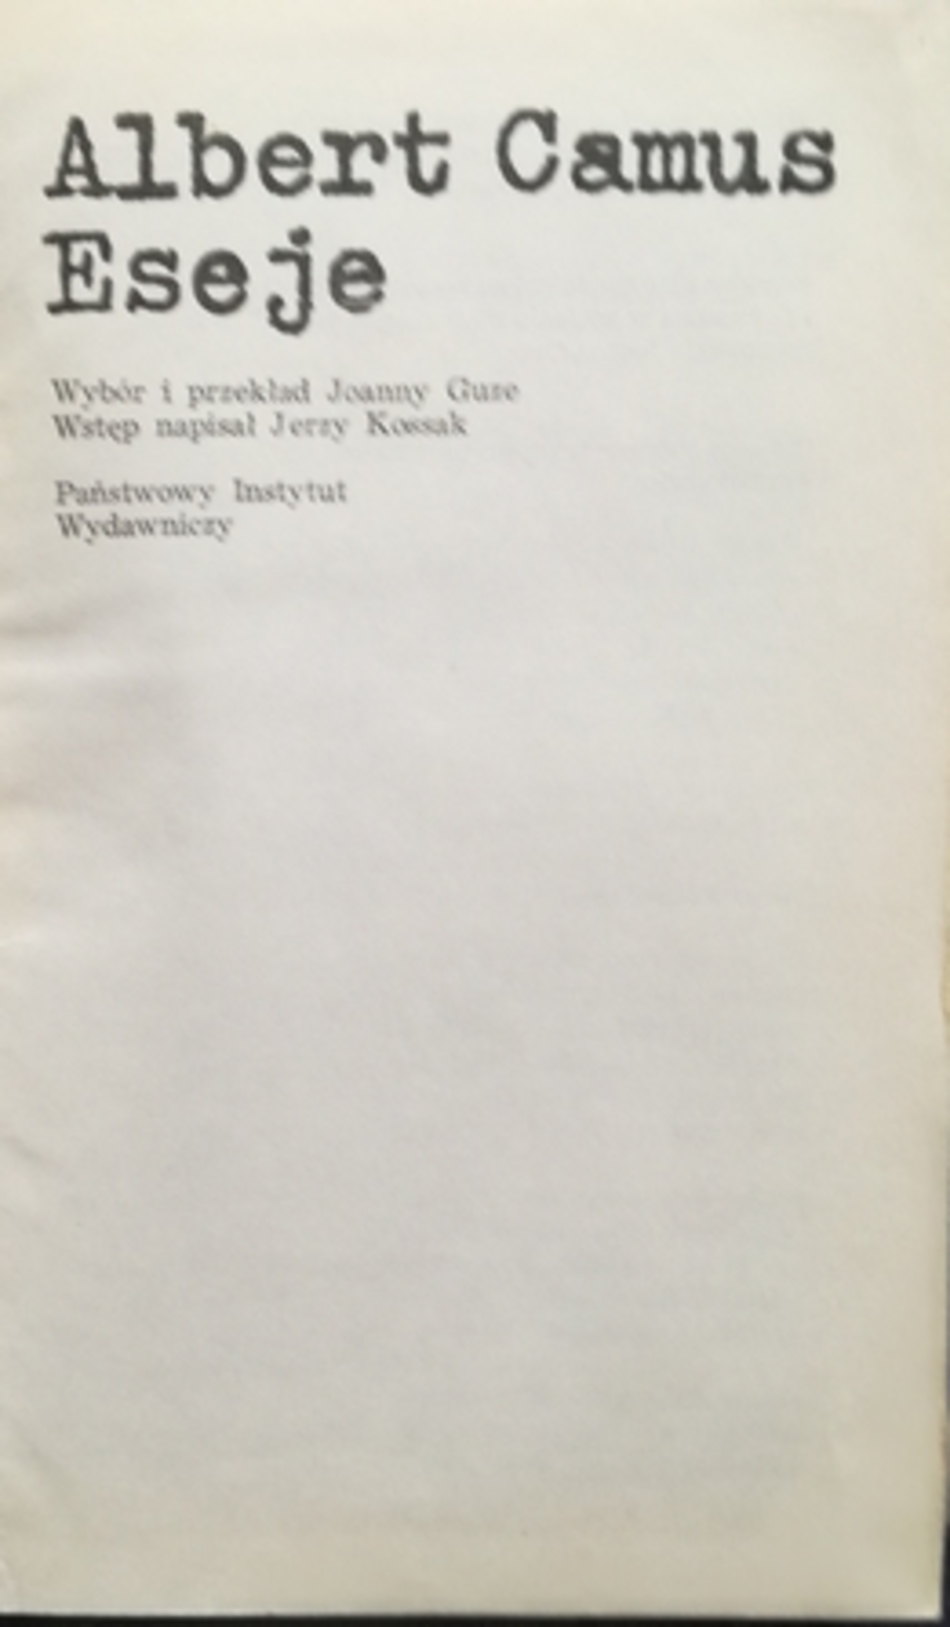 Albert Camus
Eseje
Wybór i przekład Joanny Guze
Wstęp napisał Jerzy Kossak
Państwowy Instytut
Wydawniczy